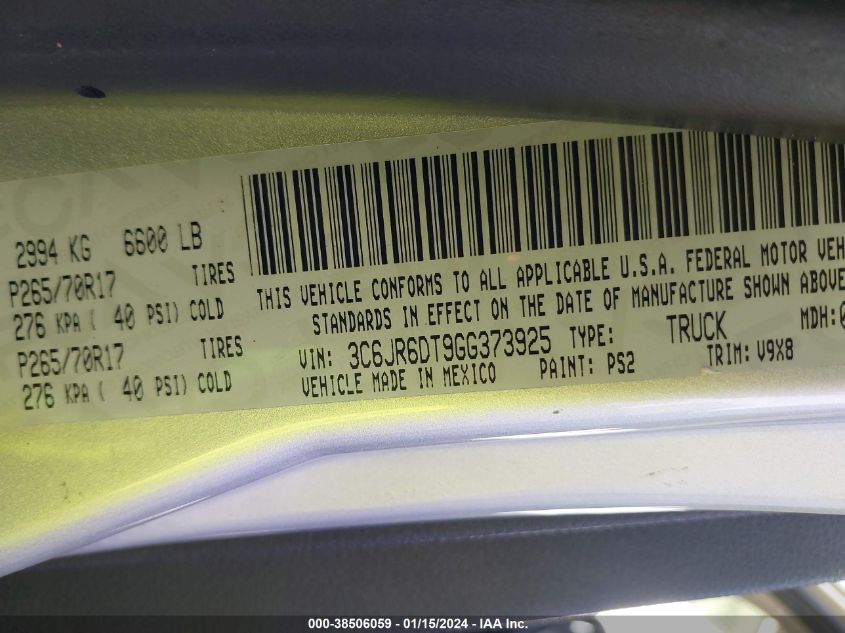 2994 KG 6600 LB
P265/70R17 TIRES
276 KPA ( 40 PSI) COLD
P265/70R17 TIRES
276 KPA ( 40 PSI) COLD
THIS VEHICLE CONFORMS TO ALL APPLICABLE U.S.A. FEDERAL MOTOR VEH
STANDARDS IN EFFECT ON THE DATE OF MANUFACTURE SHOWN ABOVE
VIN: 3C6JR6DT9GG373925 TYPE: TRUCK MDH:0
VEHICLE MADE IN MEXICO PAINT: PS2 TRIM: V9X8
000-38506059 - 01/15/2024 - IAA Inc.